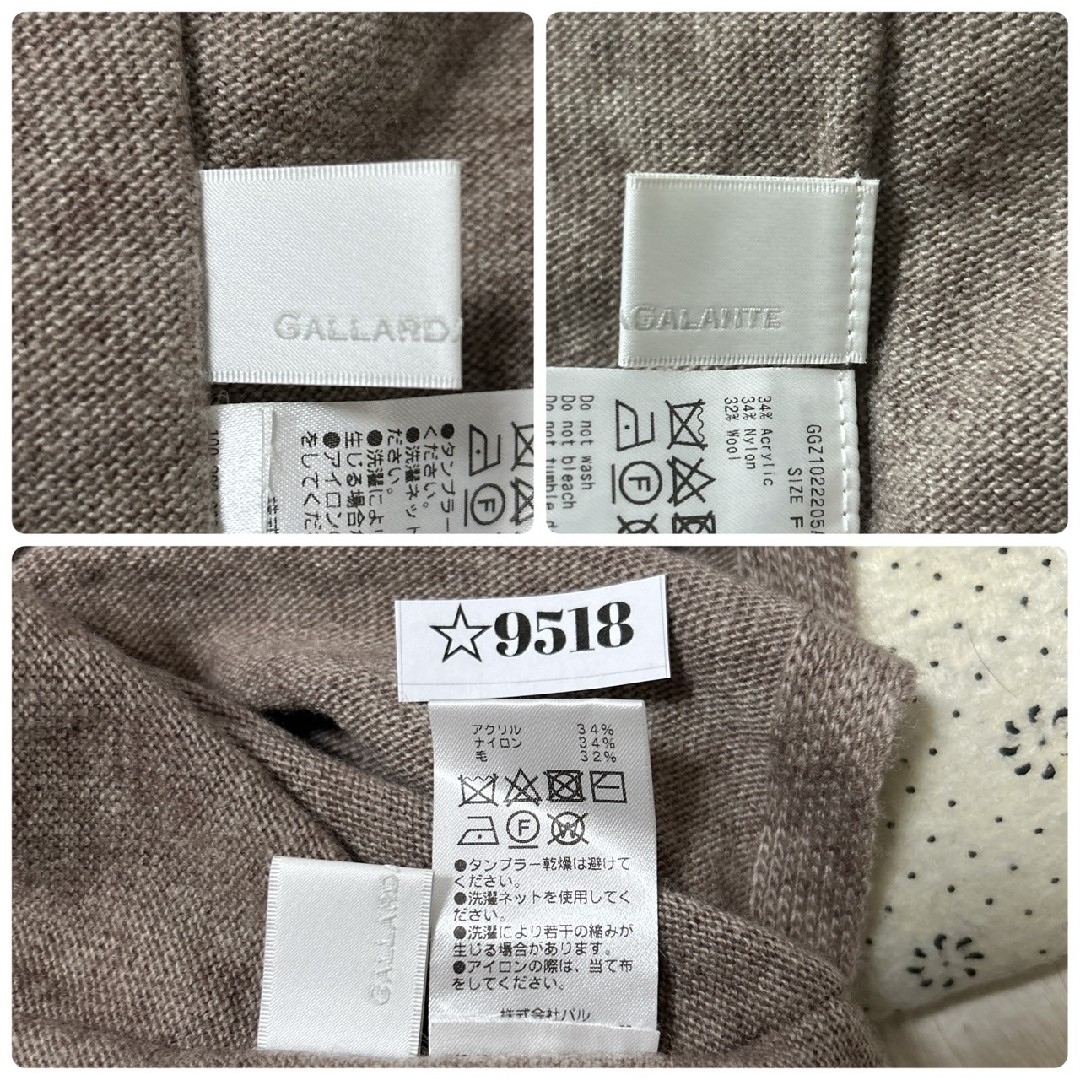 GALLARDA
●タンブラー
ください。
●洗濯ネット
ださい。
●洗濯によ
生じる場合
●アイロンの
をしてくだ
F
GALANTE
GGZ1022205
SIZE F
34% Acrylic
34% Nylon
32% Wool
Do not wash
Do not bleach
Do not tumble d
F
☆9518
アクリル 34%
ナイロン 34%
毛 32%
F
W
●タンブラー乾燥は避けて
ください。
●洗濯ネットを使用してく
ださい。
●洗濯により若干の縮みが
生じる場合があります。
●アイロンの際は、当て布
をしてください。
株式会社パル
GALLARDA